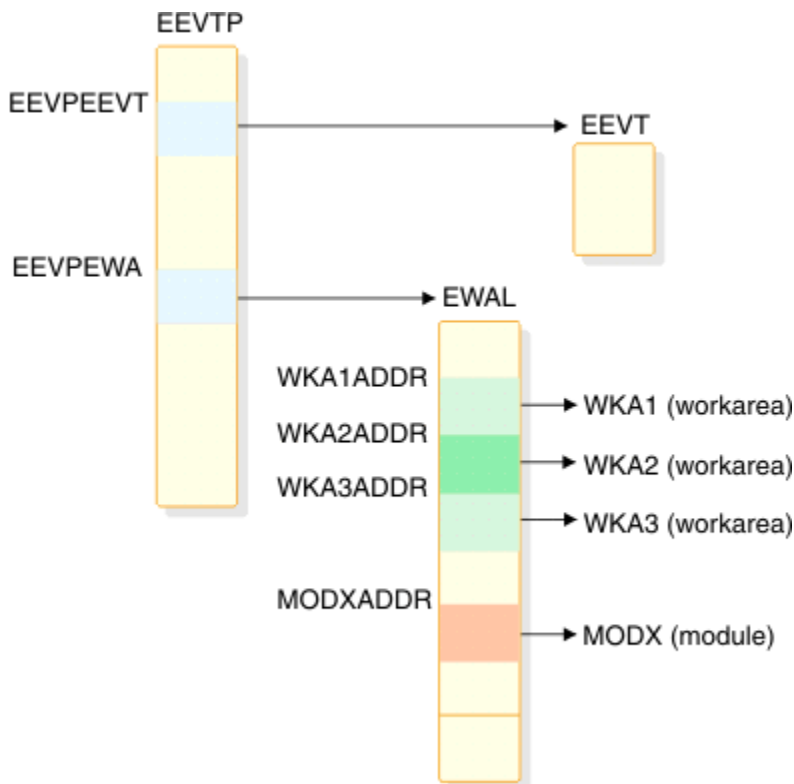 EEVTP
EEVPEEVT
EEVT
EEVPEWA
EWAL
WKA1ADDR
WKA1 (workarea)
WKA2ADDR
WKA2 (workarea)
WKA3ADDR
WKA3 (workarea)
MODXADDR
MODX (module)